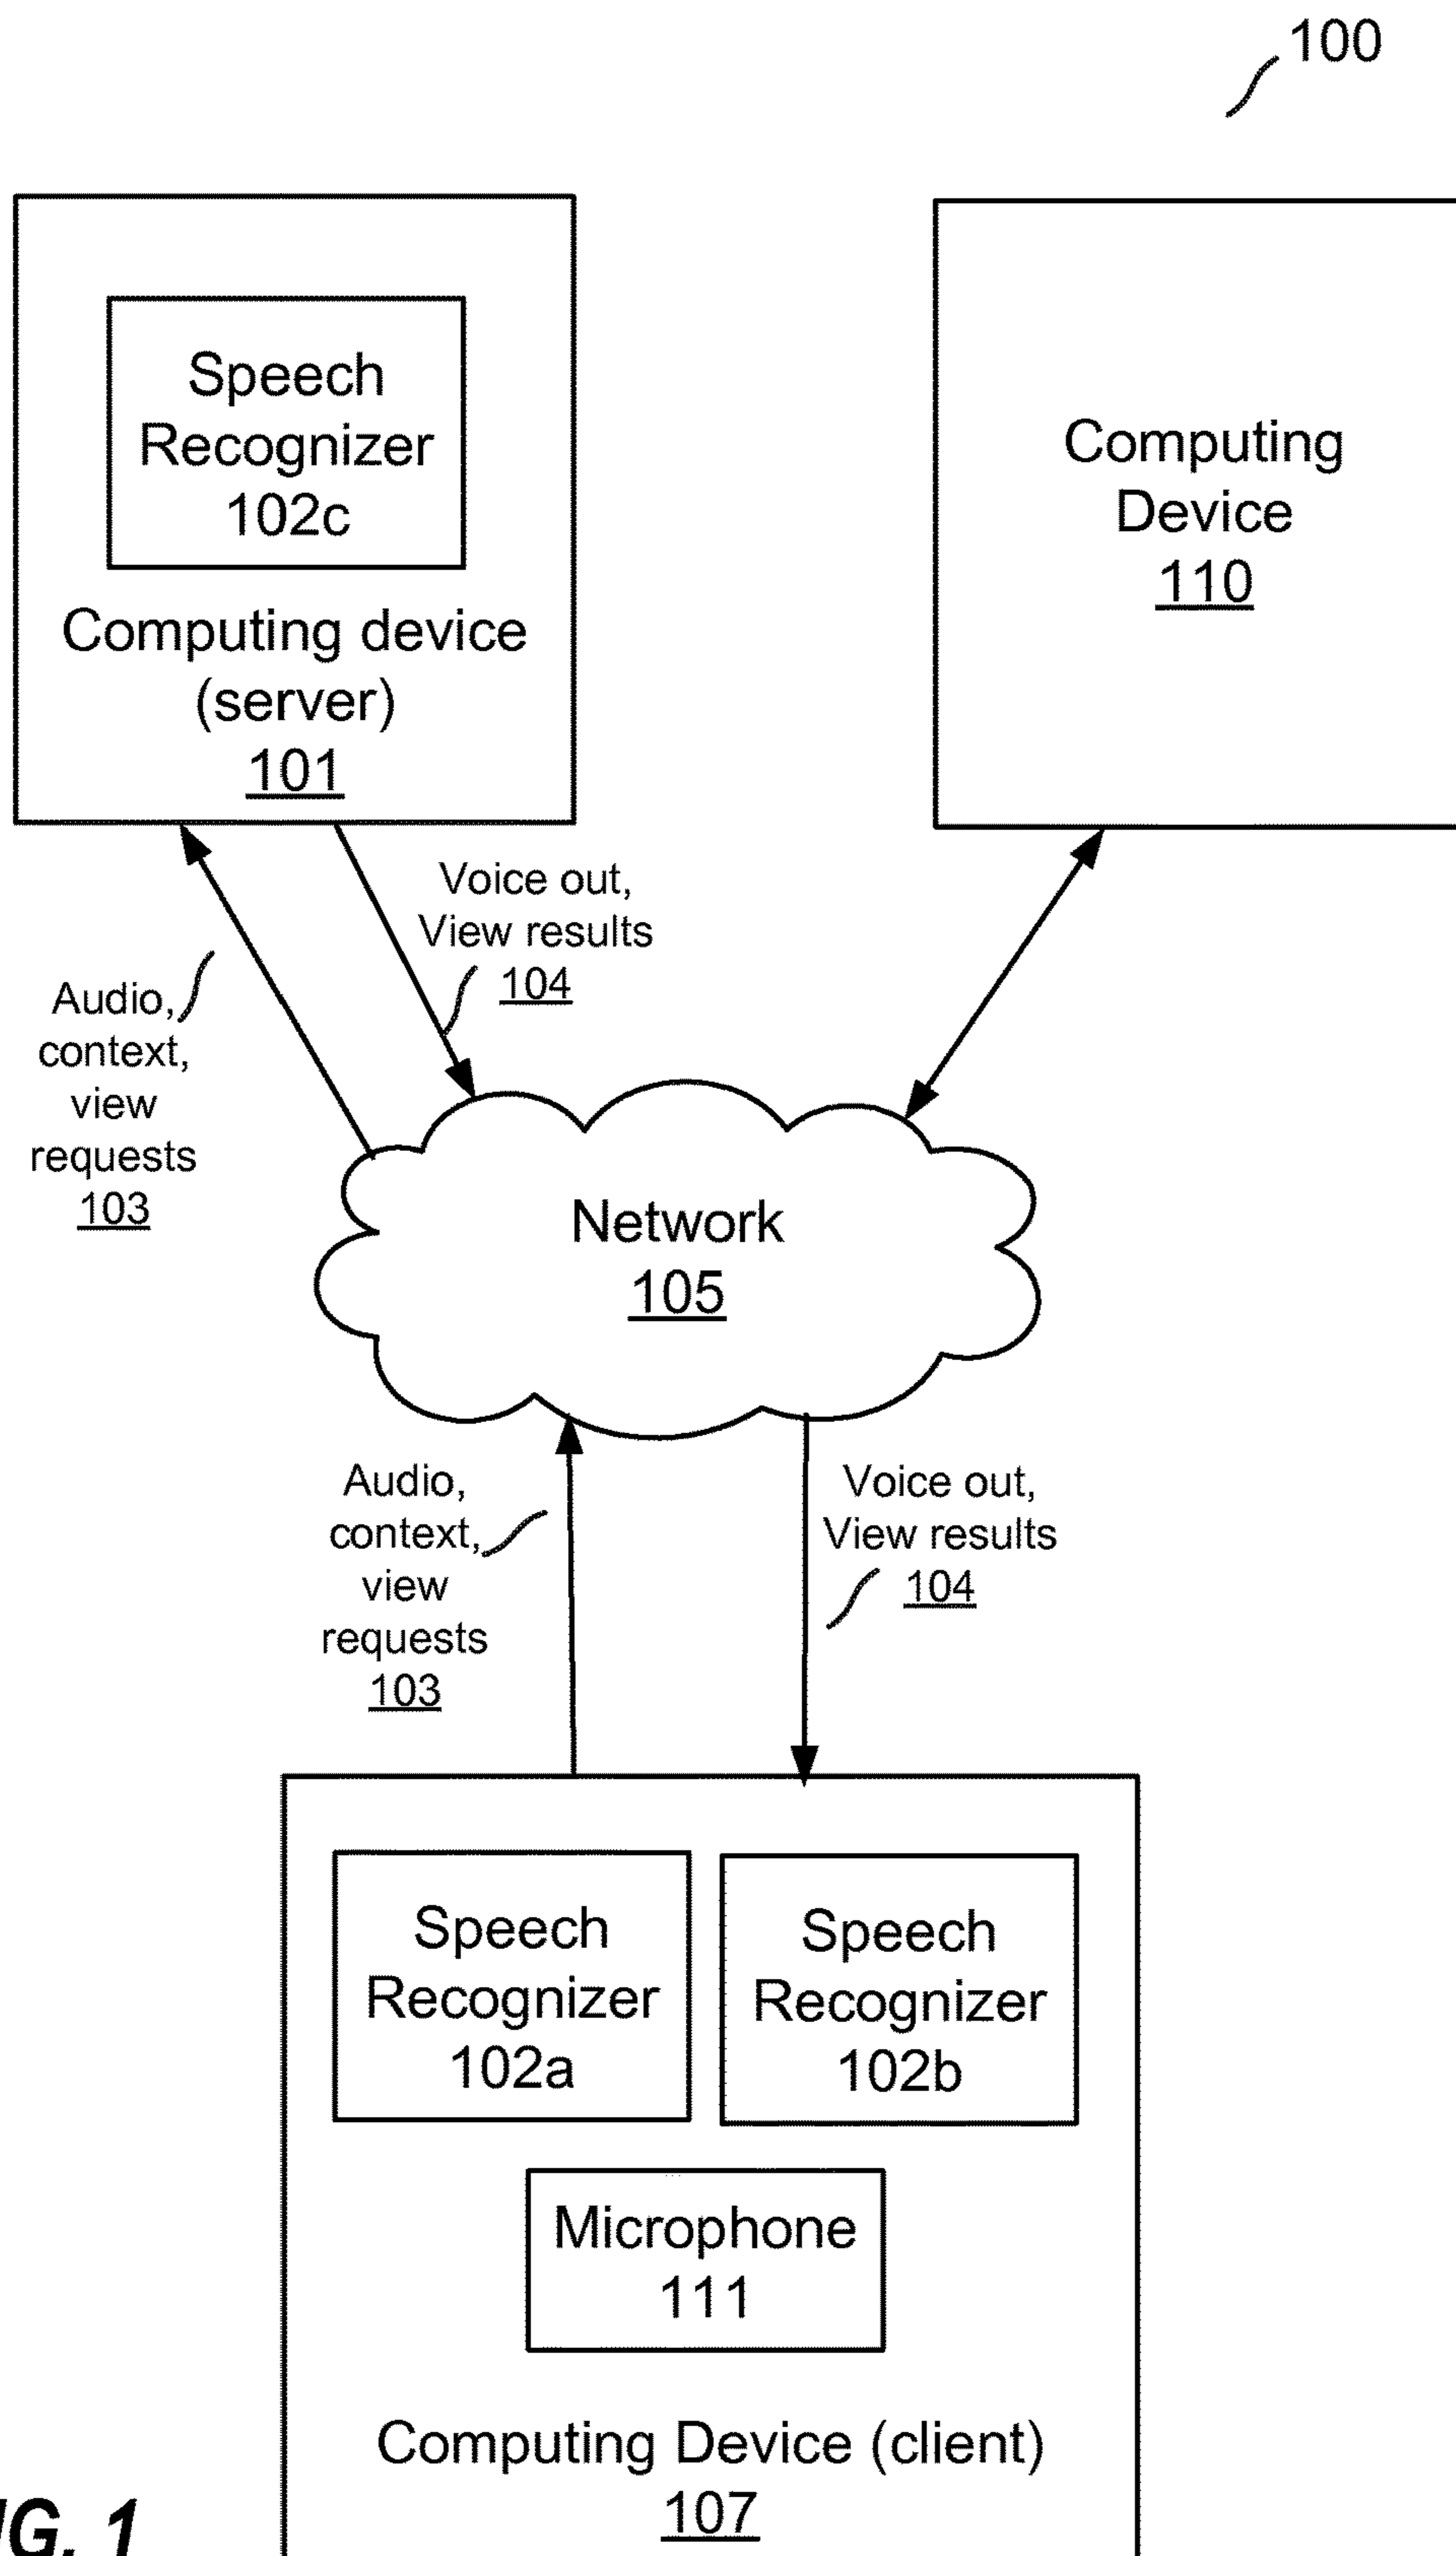 100
Speech
Recognizer
102c
Computing device
(server)
101
Computing
Device
110
Voice out,
View results
104
Audio,
context,
view
requests
103
Network
105
Audio,
context,
view
requests
103
Voice out,
View results
104
Speech
Recognizer
102a
Speech
Recognizer
102b
Microphone
111
Computing Device (client)
107
IG. 1